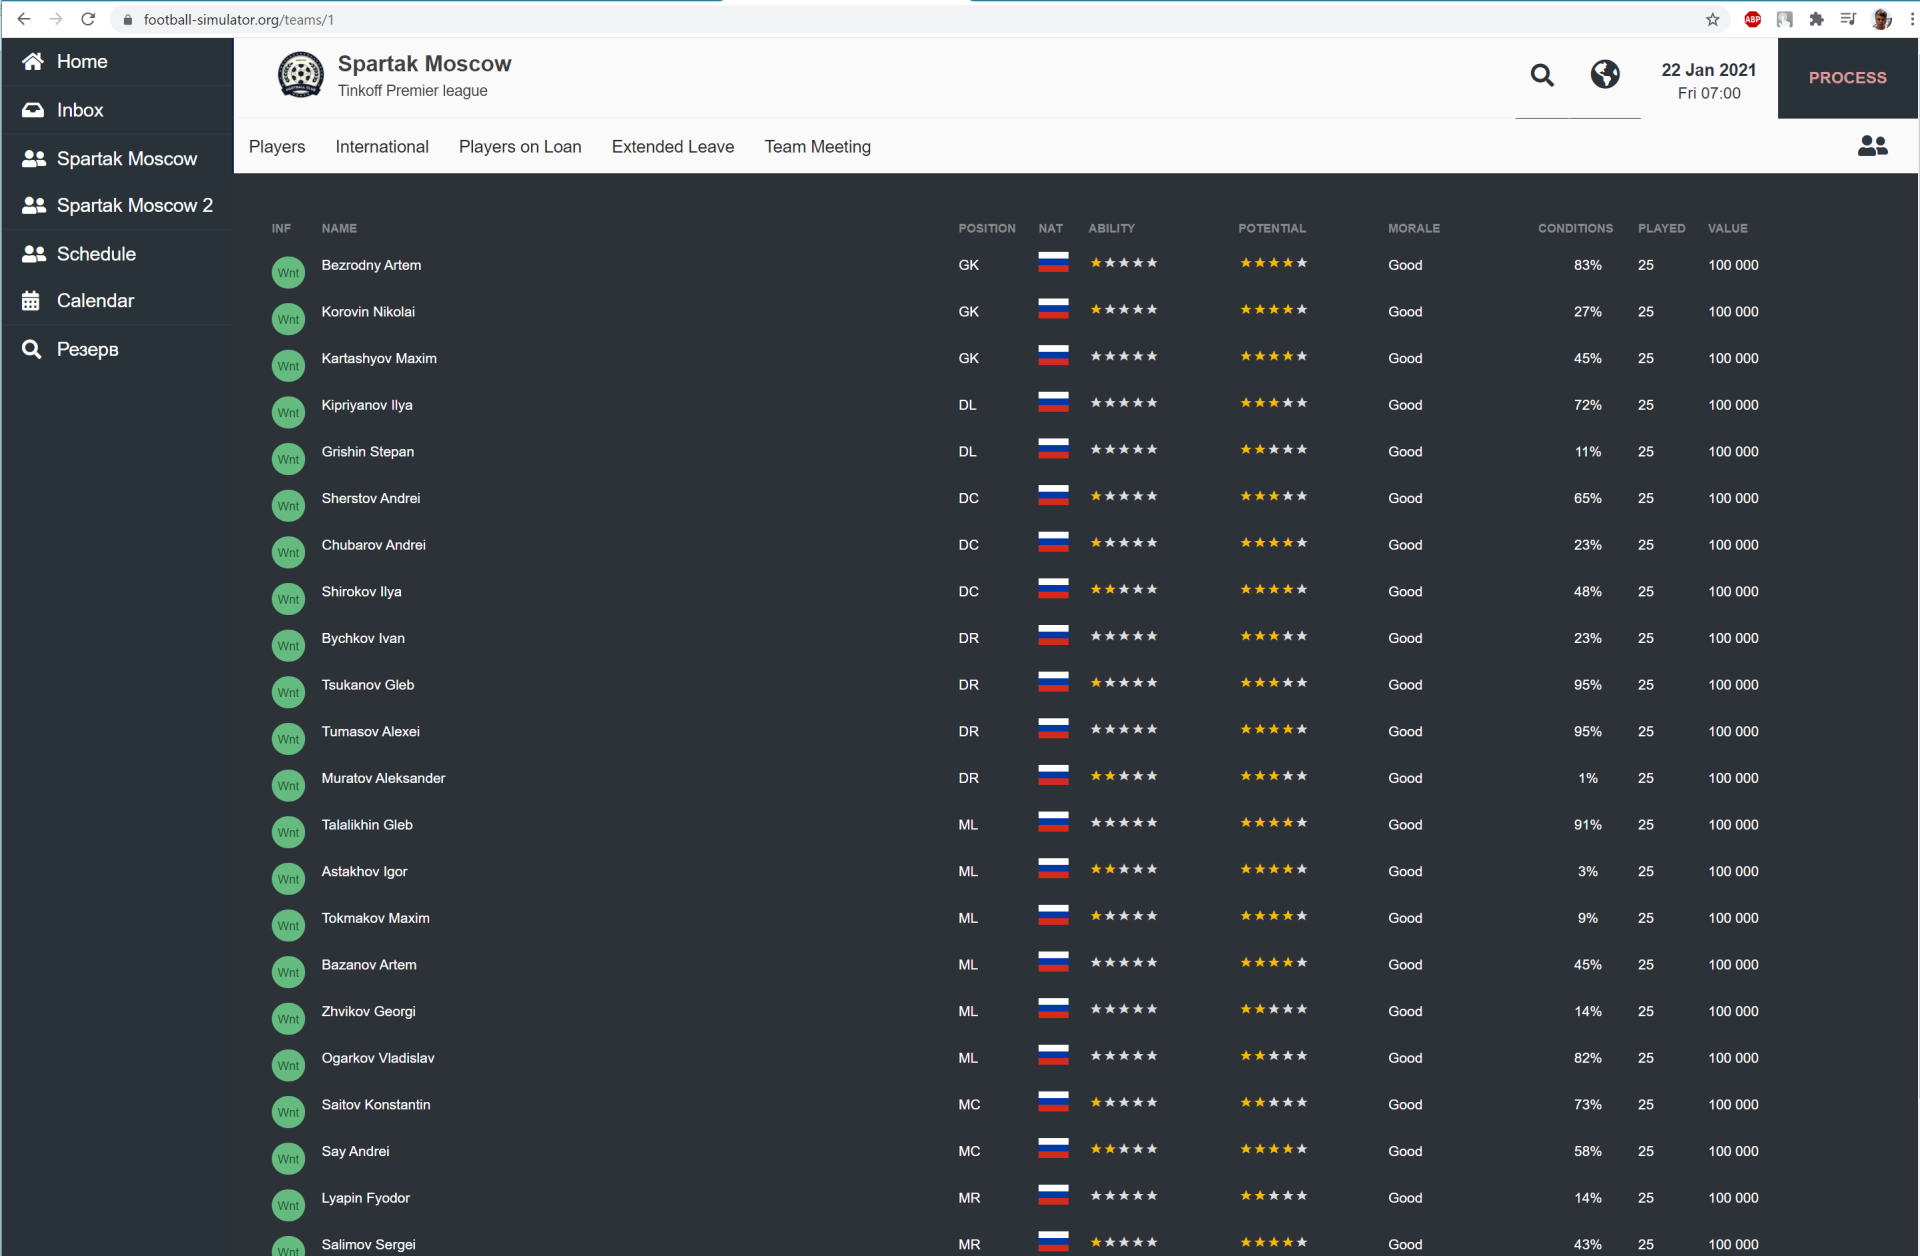 football-simulator.org/teams/1
ABP
Home
Inbox
Spartak Moscow
Spartak Moscow 2
Schedule
Calendar
Резерв
Spartak Moscow
Tinkoff Premier league
22 Jan 2021
Fri 07:00
PROCESS
Players International Players on Loan Extended Leave Team Meeting
INF NAME POSITION NAT ABILITY POTENTIAL MORALE CONDITIONS PLAYED VALUE
Wnt Bezrodny Artem GK Good 83% 25 100 000
Wnt Korovin Nikolai GK Good 27% 25 100 000
Wnt Kartashyov Maxim GK Good 45% 25 100 000
Wnt Kipriyanov Ilya DL Good 72% 25 100 000
Wnt Grishin Stepan DL Good 11% 25 100 000
Wnt Sherstov Andrei DC Good 65% 25 100 000
Wnt Chubarov Andrei DC Good 23% 25 100 000
Wnt Shirokov Ilya DC Good 48% 25 100 000
Wnt Bychkov Ivan DR Good 23% 25 100 000
Wnt Tsukanov Gleb DR Good 95% 25 100 000
Wnt Tumasov Alexei DR Good 95% 25 100 000
Wnt Muratov Aleksander DR Good 1% 25 100 000
Wnt Talalikhin Gleb ML Good 91% 25 100 000
Wnt Astakhov Igor ML Good 3% 25 100 000
Wnt Tokmakov Maxim ML Good 9% 25 100 000
Wnt Bazanov Artem ML Good 45% 25 100 000
Wnt Zhvikov Georgi ML Good 14% 25 100 000
Wnt Ogarkov Vladislav ML Good 82% 25 100 000
Wnt Saitov Konstantin MC Good 73% 25 100 000
Wnt Say Andrei MC Good 58% 25 100 000
Wnt Lyapin Fyodor MR Good 14% 25 100 000
Wnt Salimov Sergei MR Good 43% 25 100 000